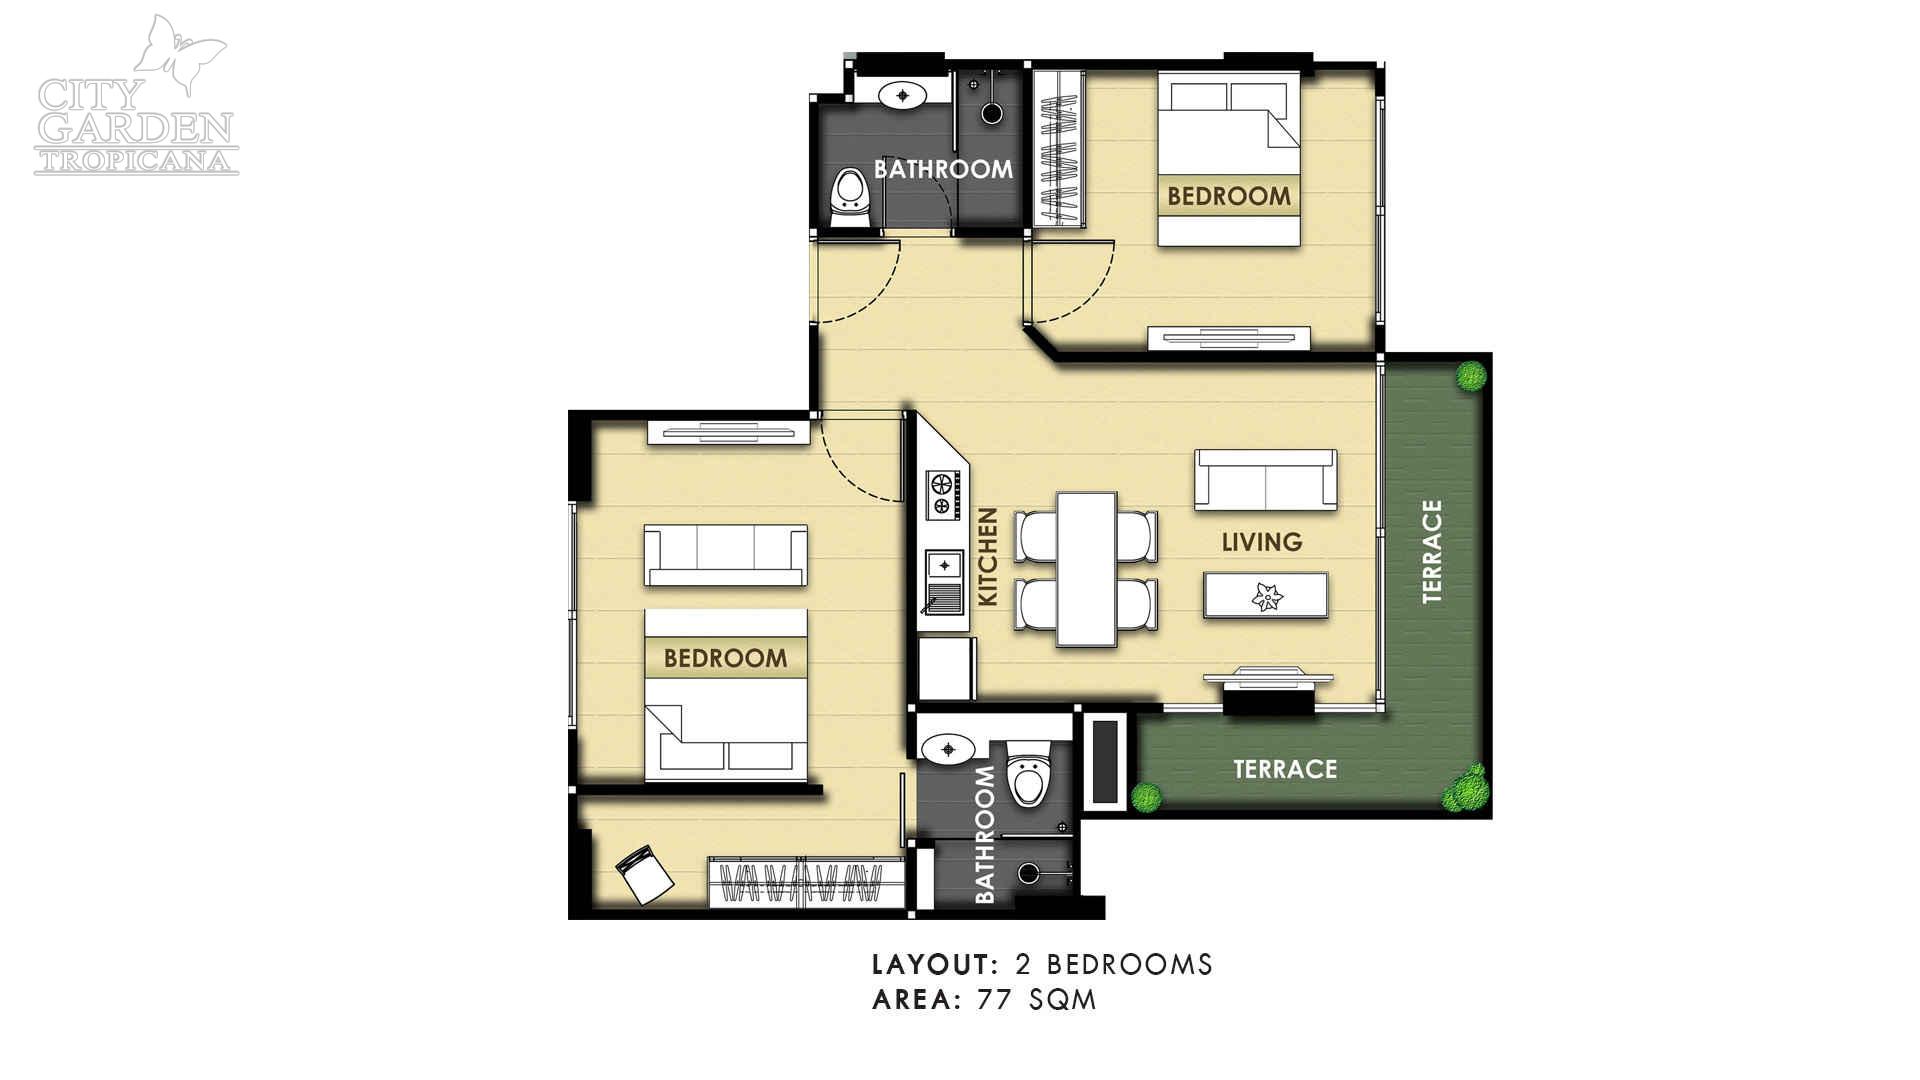 CITY
GARDEN
TROPICANA
BATHROOM
BEDROOM
KITCHEN
LIVING
TERRACE
BEDROOM
BATHROOM
TERRACE
LAYOUT: 2 BEDROOMS
AREA: 77 SQM